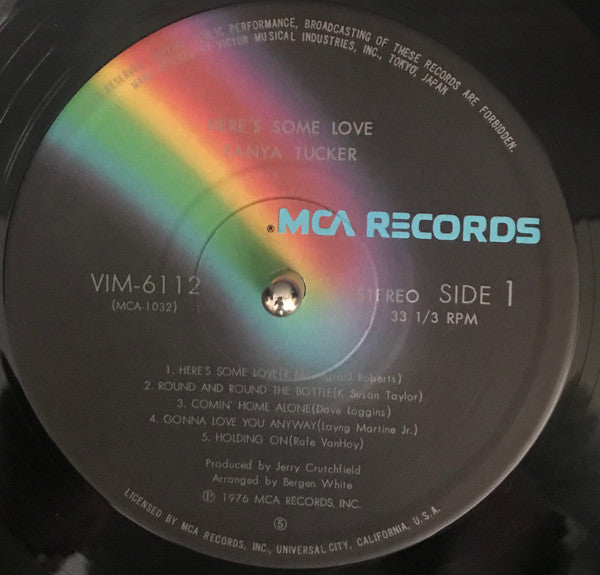 PERFORMANCE, BROADCASTING OF THESE RECORDS ARE FORBIDDEN.
VICTOR MUSICAL INDUSTRIES, INC., TOKYO, JAPAN
HERE'S SOME LOVE
TANYA TUCKER
® MCA RECORDS
VIM-6112
(MCA-1032)
STEREO SIDE 1
33 1/3 RPM
1. HERE'S SOME LOVE(R. Roberts)
2. ROUND AND ROUND THE BOTTLE(K. Susan Taylor)
3. COMIN' HOME ALONE(Dave Loggins)
4. GONNA LOVE YOU ANYWAY(Layng Martine Jr.)
5. HOLDING ON(Rafe VanHoy)
Produced by Jerry Crutchfield
Arranged by Bergen White
Ⓟ 1976 MCA RECORDS, INC.
Ⓢ
LICENSED BY MCA RECORDS, INC., UNIVERSAL CITY, CALIFORNIA, U.S.A.